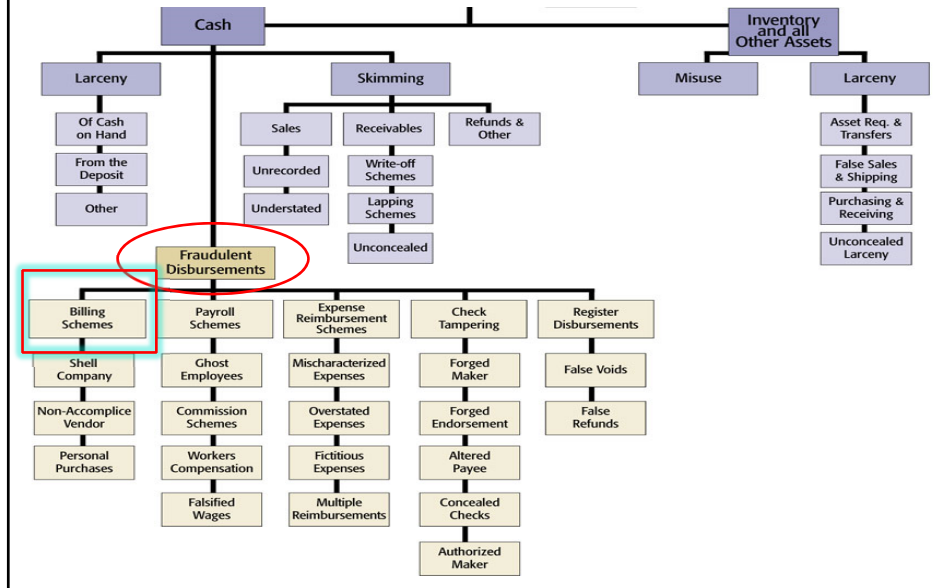 Cash
Inventory
and all
Other Assets
Larceny
Skimming
Misuse
Larceny
Of Cash
on Hand
From the
Deposit
Other
Sales
Unrecorded
Understated
Receivables
Write-off
Schemes
Lapping
Schemes
Unconcealed
Refunds &
Other
Asset Req. &
Transfers
False Sales
& Shipping
Purchasing &
Receiving
Unconcealed
Larceny
Fraudulent
Disbursements
Billing
Schemes
Shell
Company
Non-Accomplice
Vendor
Personal
Purchases
Payroll
Schemes
Ghost
Employees
Commission
Schemes
Workers
Compensation
Falsified
Wages
Expense
Reimbursement
Schemes
Mischaracterized
Expenses
Overstated
Expenses
Fictitious
Expenses
Multiple
Reimbursements
Check
Tampering
Forged
Maker
Forged
Endorsement
Altered
Payee
Concealed
Checks
Authorized
Maker
Register
Disbursements
False Voids
False
Refunds